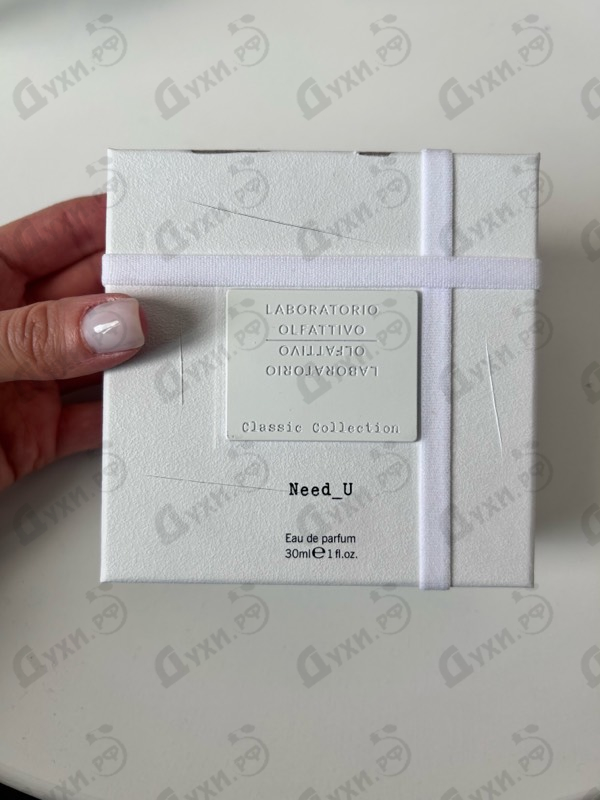 LABORATORIO
OLFATTIVO
OLFATTIVO
LABORATORIO
Classic Collection
Need_U
Eau de parfum
30ml℮1 fl.oz.
Духи.рф